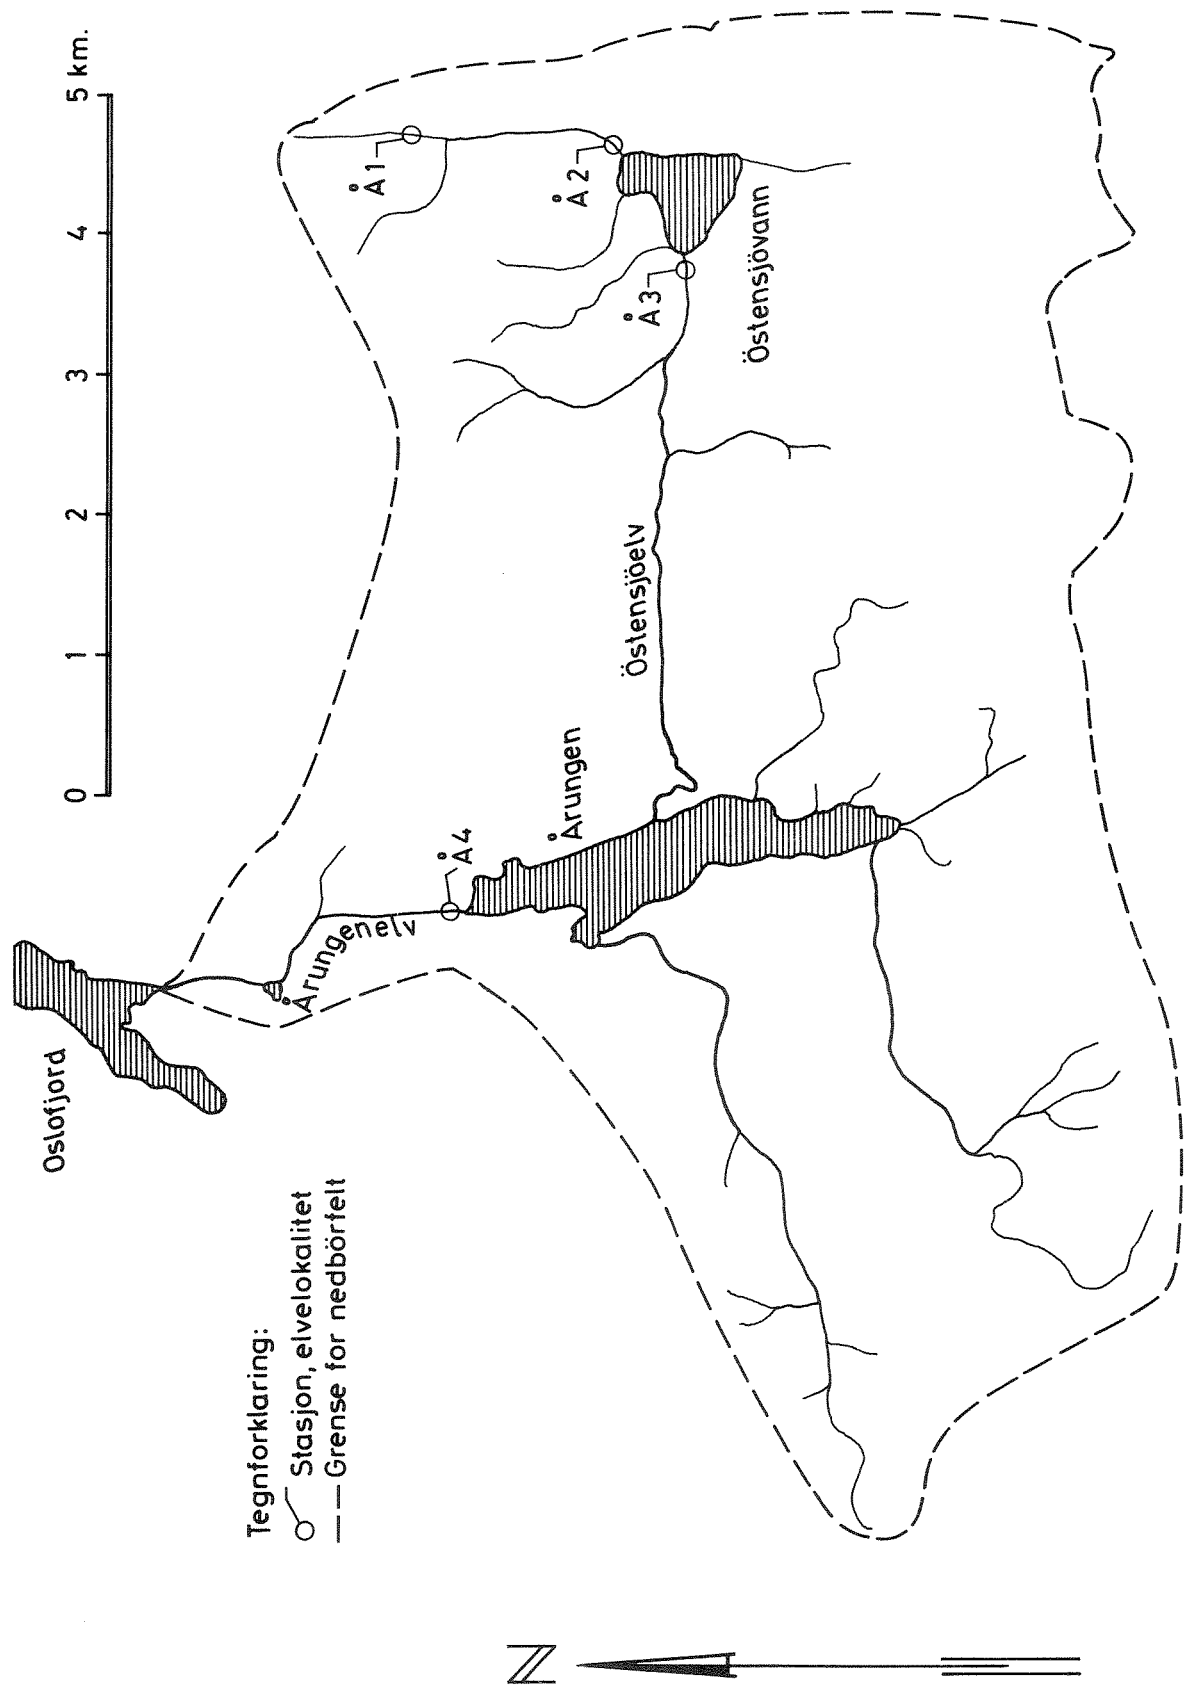 0 1 2 3 4 5 km.
Oslofjord
Årungenelv
Å4
Årungen
Östensjöelv
Å1
Å2
Å3
Östensjövann
Tegnforklaring:
Stasjon, elvelokalitet
Grense for nedbörfelt
N